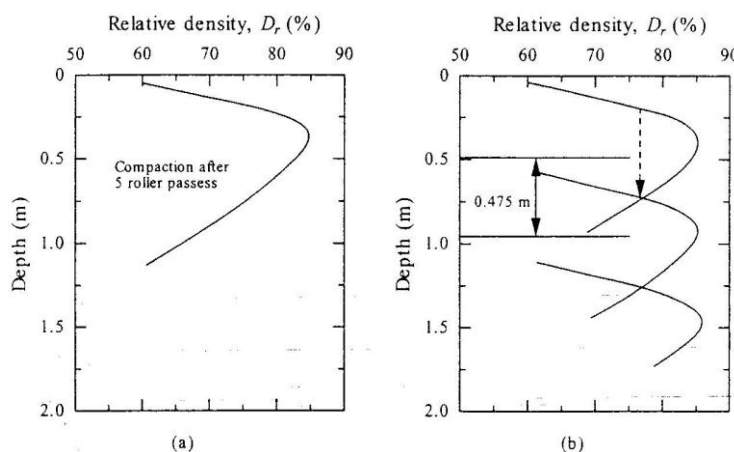 Relative density, D_r (%)
50 60 70 80 90
0
0.5
1.0
1.5
2.0
Depth (m)
Compaction after
5 roller passess
(a)
Relative density, D_r (%)
50 60 70 80 90
0
0.5
1.0
1.5
2.0
Depth (m)
0.475 m
(b)